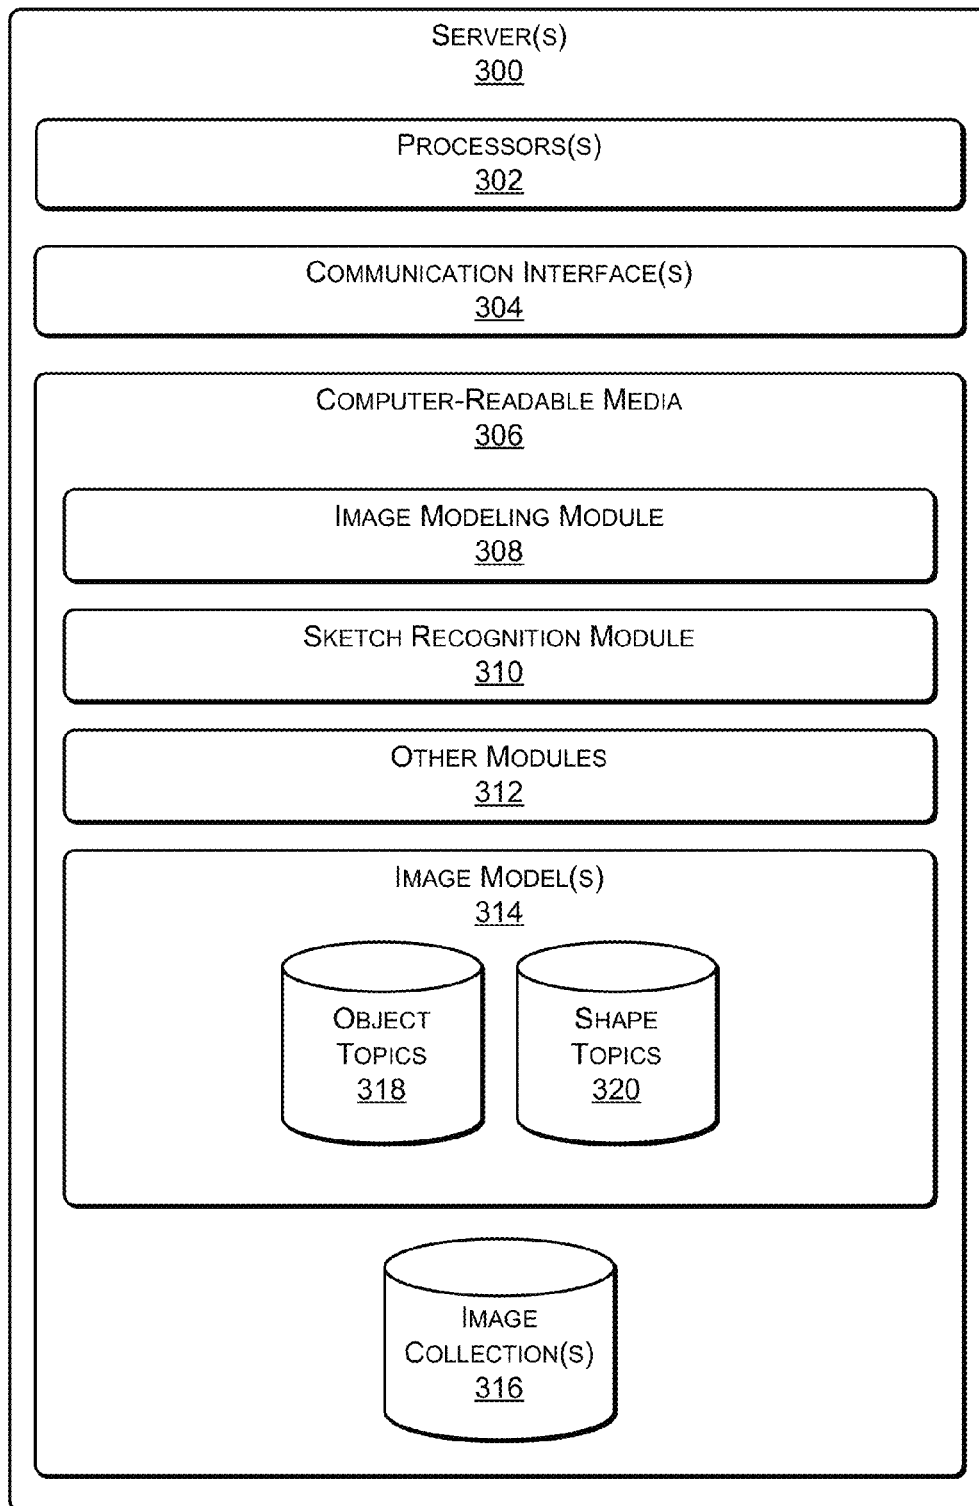 SERVER(S)
300
PROCESSORS(S)
302
COMMUNICATION INTERFACE(S)
304
COMPUTER-READABLE MEDIA
306
IMAGE MODELING MODULE
308
SKETCH RECOGNITION MODULE
310
OTHER MODULES
312
IMAGE MODEL(S)
314
OBJECT
TOPICS
318
SHAPE
TOPICS
320
IMAGE
COLLECTION(S)
316